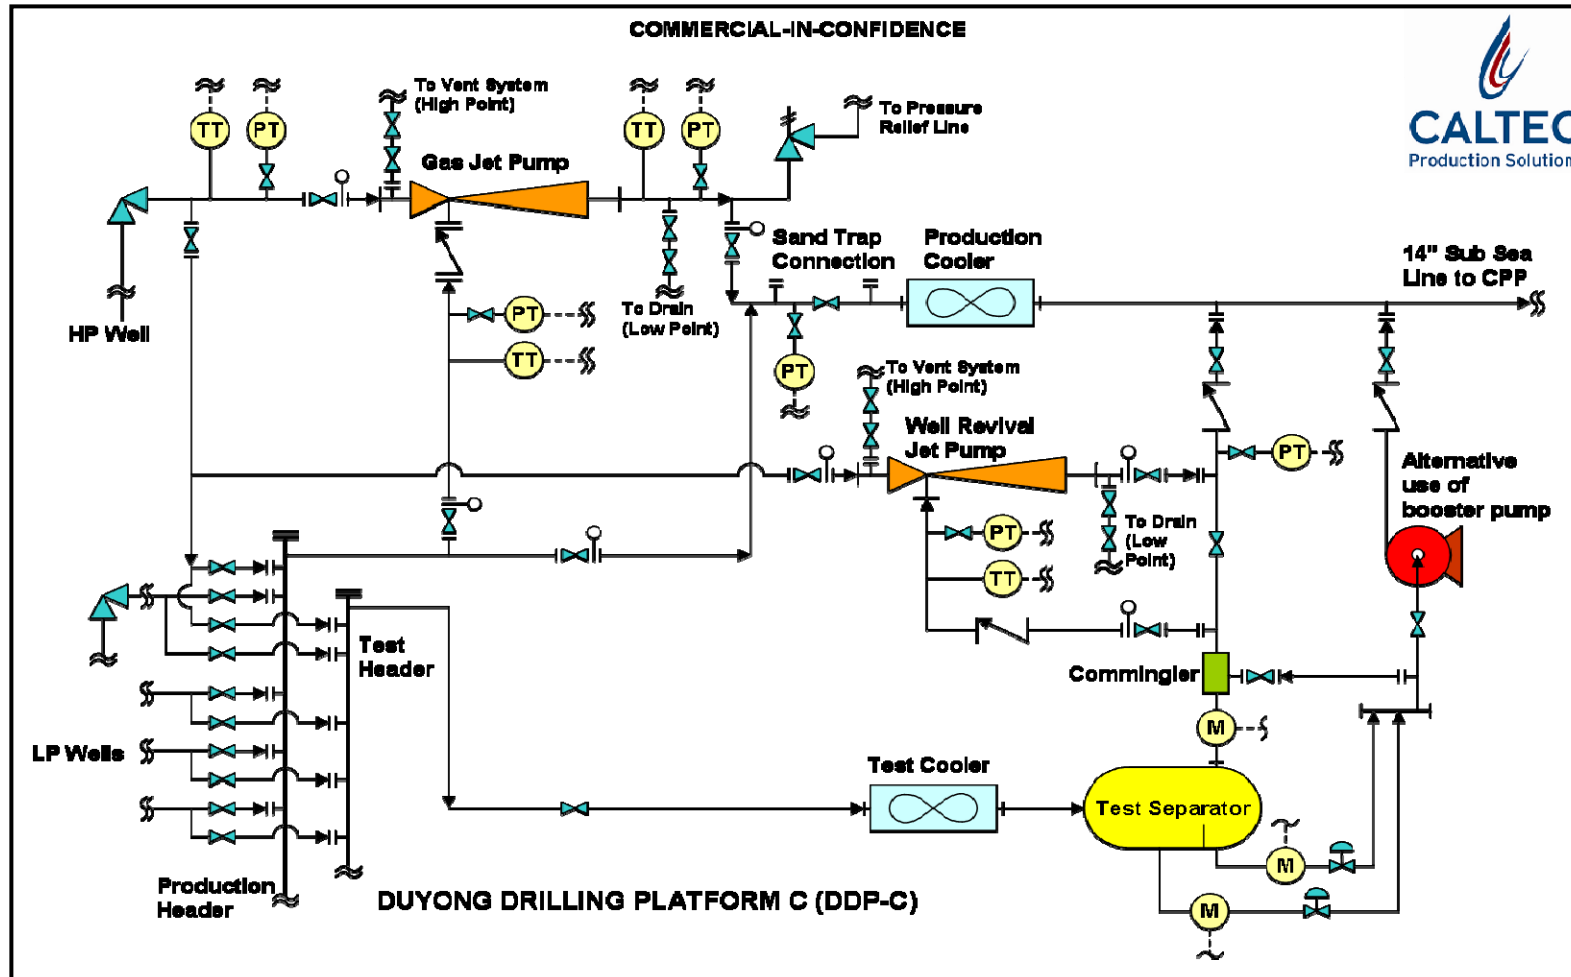 COMMERCIAL-IN-CONFIDENCE
CALTEC
Production Solution
To Vent System
(High Point)
To Pressure
Relief Line
TT
PT
TT
PT
Gas Jet Pump
Sand Trap
Connection
Production
Cooler
14" Sub Sea
Line to CPP
HP Well
PT
To Drain
(Low Point)
TT
PT
To Vent System
(High Point)
Well Revival
Jet Pump
PT
Alternative
use of
booster pump
PT
To Drain
(Low
Point)
TT
Test
Header
Commingler
M
LP Wells
Test Cooler
Test Separator
M
Production
Header
DUYONG DRILLING PLATFORM C (DDP-C)
M